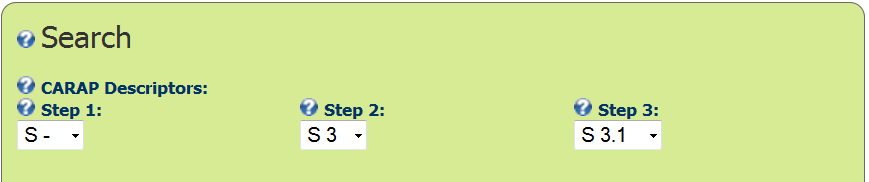 Search
CARAP Descriptors:
Step 1: Step 2: Step 3:
S - S 3 S 3.1